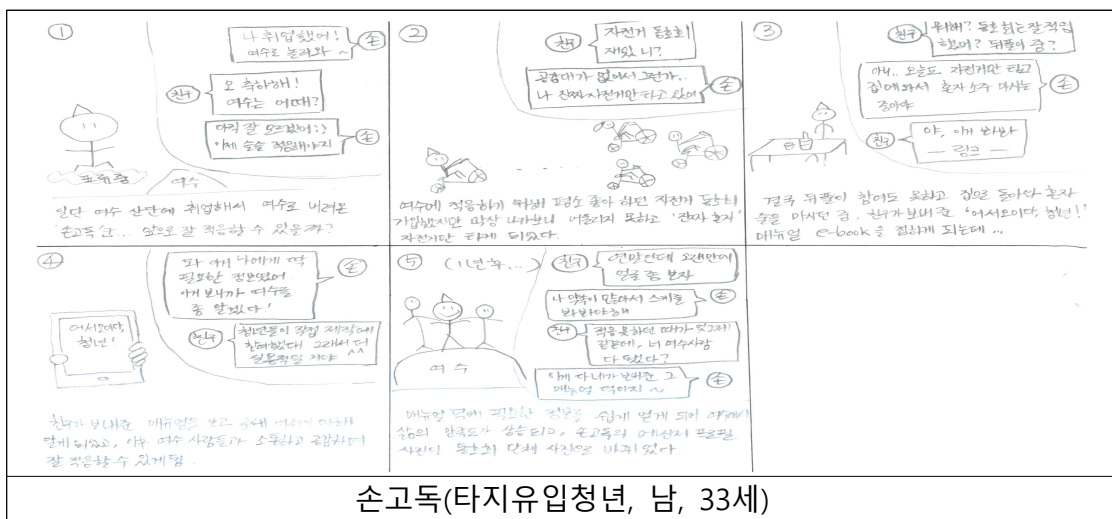 ①
나 취업했어!
여수로 놀러와~
손
친구
오 축하해!
여수는 어때?
아직 잘 모르겠어;;
이제 슬슬 적응해야지
손
표류중
여수
일단 여수 산단에 취업해서 여수로 내려온
손고독군... 앞으로 잘 적응할 수 있을까?
②
친구
자전거 동호회
재밌니?
공감대가 없어서 그런가..
나 진짜 자전거만 타고 있어
손
여수에 적응하기 위해 평소 좋아 하던 자전거 동호회
가입했지만 막상 나가보니 어울리지 못하고 '진짜 혼자'
자전거만 타게 되었다.
③
친구
뭐해? 동호회는 잘 적응
했어? 뒤풀이 중?
아니.. 오늘도 자전거만 타고
집에와서 혼자 소주 마시는
중이야
손
친구
야, 이거 봐봐
— 링크 —
결국 뒤풀이 참여도 못하고 집으로 돌아와 혼자
술을 마시던 중, 친구가 보내준 '어서오이다, 청년!'
매뉴얼 e-book을 접하게 되는데...
④
와 여기 나에게 딱
필요한 정보였어
이거 보니까 여수를
좀 알겠다!
손
친구
청년들이 직접 제작에
참여했대 그래서 더
실용적일 거야 ^^
어서오이다,
청년!
친구가 보내준 매뉴얼을 보고
알게 되었고, 이후 여수 사람들과 소통하고 공감하며
잘 적응할 수 있게됨.
⑤
(1년 후...)
친구
연말인데 오랜만에
얼굴 좀 보자
나 약속이 많아서 스케줄
봐봐야해
손
친구
적응 못하던 때가 엊그제
같은데, 너 여수사람
다 됐다?
이게 다 네가 보내준 그
매뉴얼 덕이지~
손
여수
매뉴얼 덕에 필요한 정보를 쉽게 얻게 되어 여수에서
삶의 만족도가 상승되고, 손고독의 메신저 프로필
사진이 동호회 단체 사진으로 바뀌었다
손고독(타지유입청년, 남, 33세)